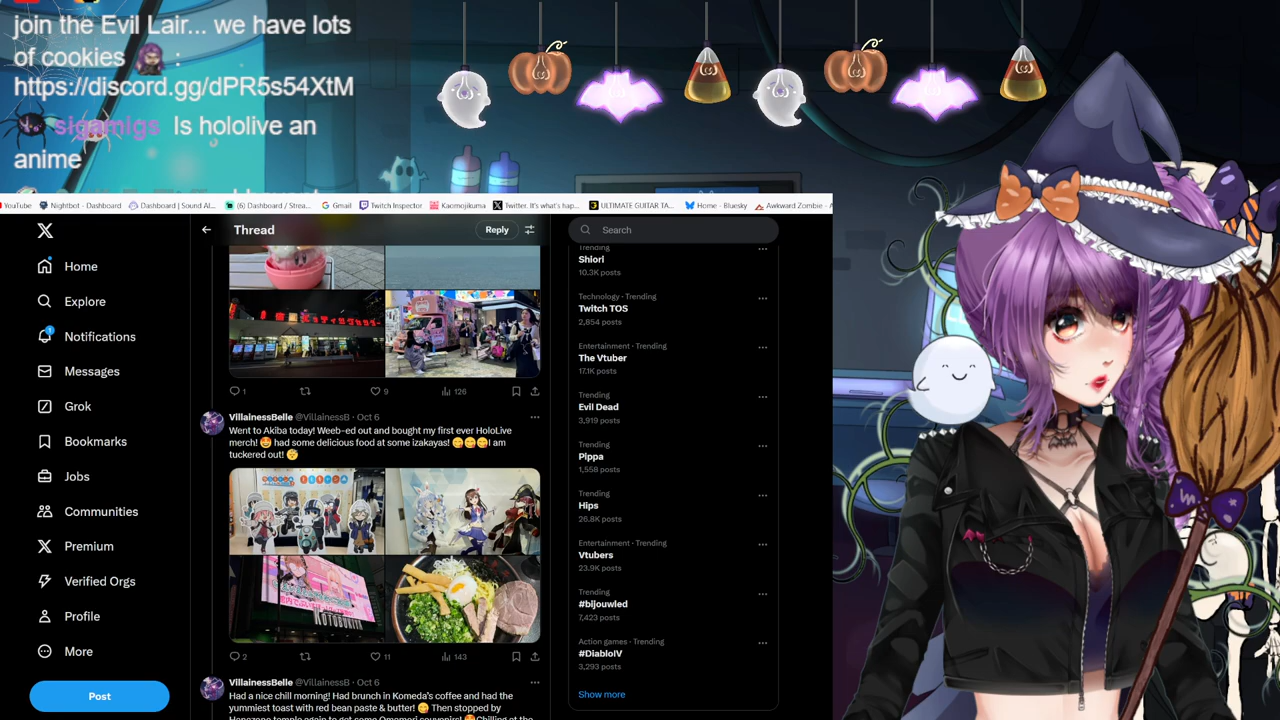 join the Evil Lair... we have lots
of cookies :
https://discord.gg/dPR5s54XtM
sigamigs Is hololive an
anime
YouTube Nightbot - Dashboard Dashboard | Sound Al... (6) Dashboard / Strea... Gmail Twitch Inspector Kaomojikuma Twitter. It's what's hap... ULTIMATE GUITAR TA... Home - Bluesky Awkward Zombie - A
Thread
Reply
Search
Home
Explore
Notifications
1
Messages
Grok
Bookmarks
Jobs
Communities
Premium
Verified Orgs
Profile
More
Post
1
9
126
VillainessBelle @VillainessB · Oct 6
Went to Akiba today! Weeb-ed out and bought my first ever HoloLive
merch! had some delicious food at some izakayas! I am
tuckered out!
2
11
143
VillainessBelle @VillainessB · Oct 6
Had a nice chill morning! Had brunch in Komeda's coffee and had the
yummiest toast with red bean paste & butter! Then stopped by
Trending
Shiori
10.3K posts
Technology · Trending
Twitch TOS
2,854 posts
Entertainment · Trending
The Vtuber
17.1K posts
Trending
Evil Dead
3,919 posts
Trending
Pippa
1,558 posts
Trending
Hips
26.8K posts
Entertainment · Trending
Vtubers
23.9K posts
Trending
#bijouwled
7,423 posts
Action games · Trending
#DiabloIV
3,293 posts
Show more